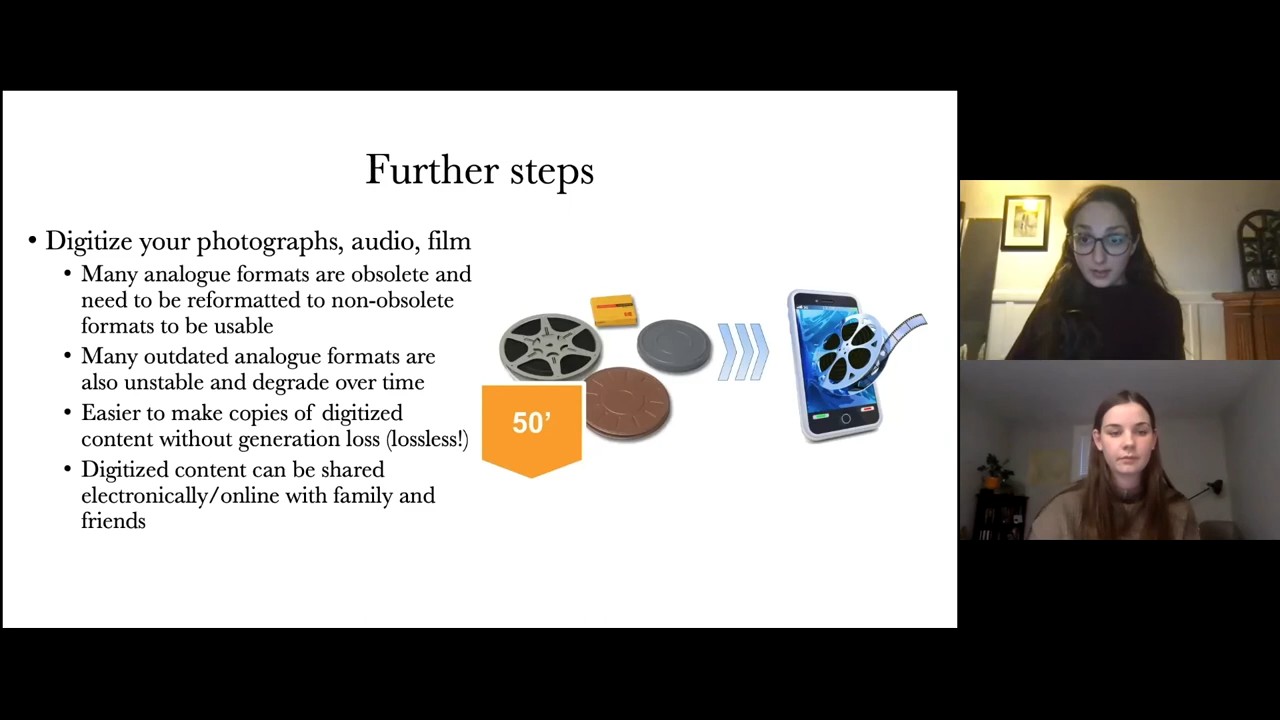 Further steps
• Digitize your photographs, audio, film
• Many analogue formats are obsolete and
need to be reformatted to non-obsolete
formats to be usable
• Many outdated analogue formats are
also unstable and degrade over time
• Easier to make copies of digitized
content without generation loss (lossless!)
• Digitized content can be shared
electronically/online with family and
friends
50’